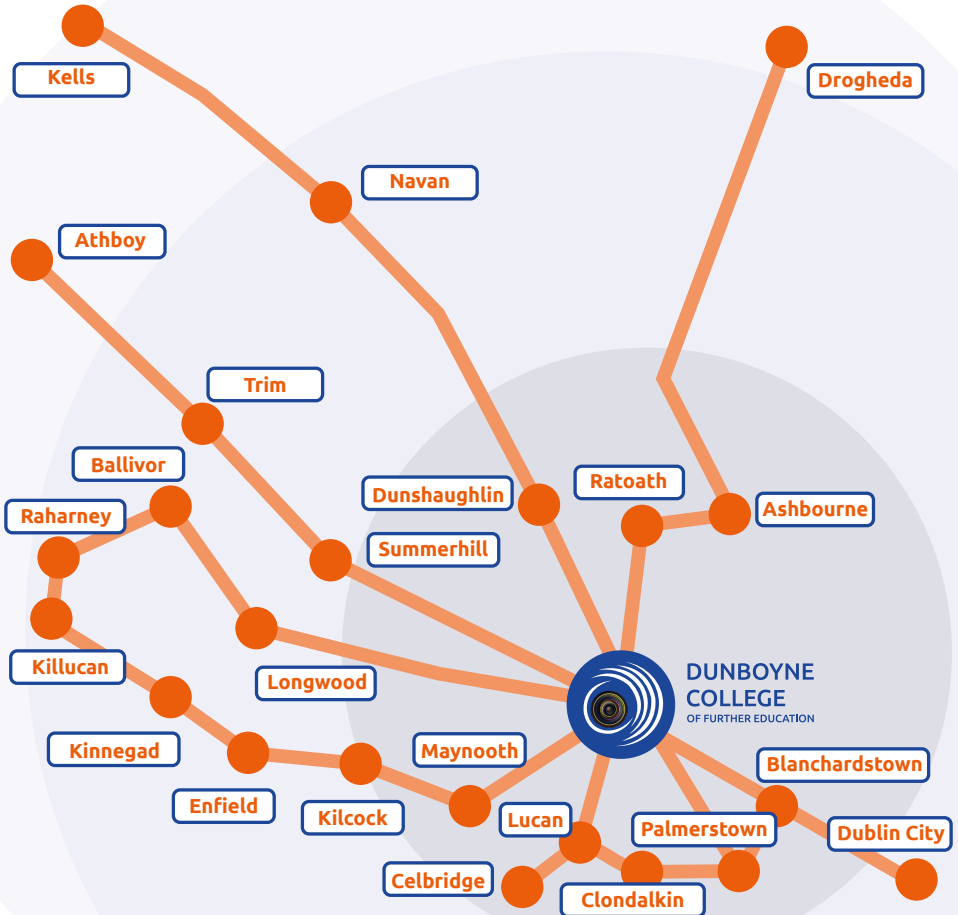 Kells
Drogheda
Navan
Athboy
Trim
Ballivor
Dunshaughlin
Ratoath
Raharney
Ashbourne
Summerhill
Killucan
Longwood
DUNBOYNE
COLLEGE
OF FURTHER EDUCATION
Kinnegad
Maynooth
Blanchardstown
Enfield
Kilcock
Lucan
Palmerstown
Dublin City
Celbridge
Clondalkin